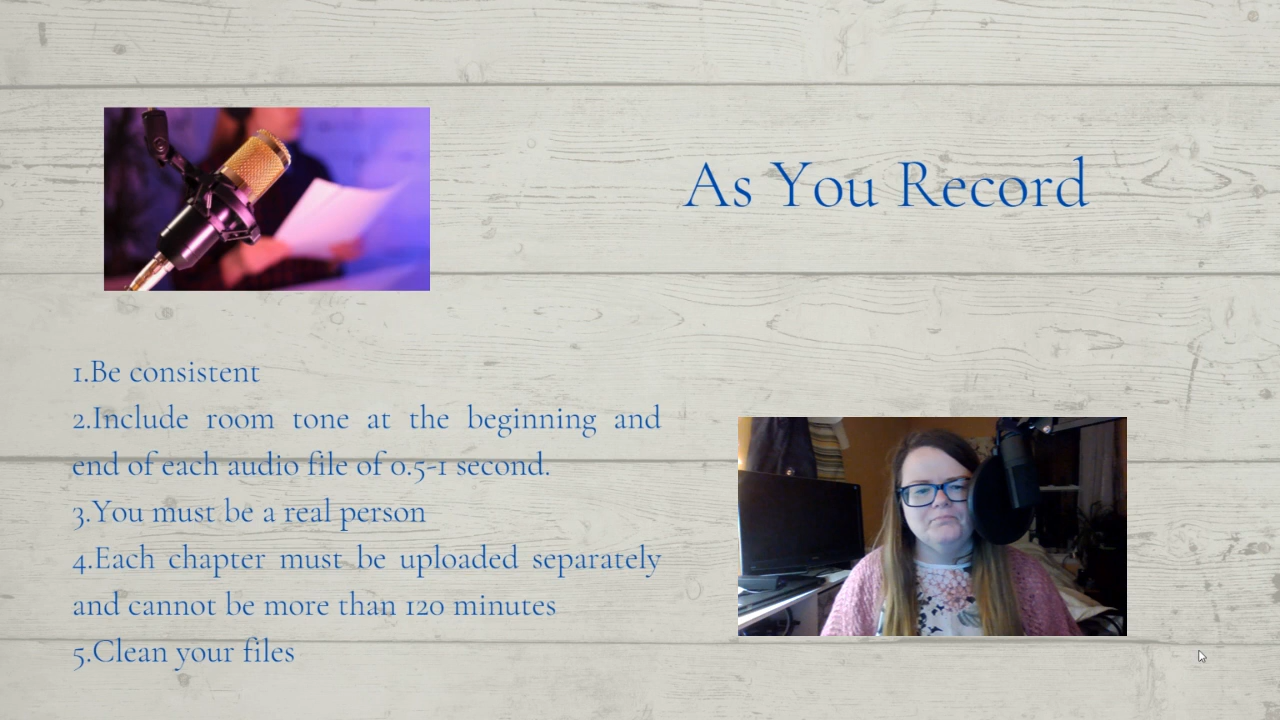 As You Record
1.Be consistent
2.Include room tone at the beginning and
end of each audio file of 0.5-1 second.
3.You must be a real person
4.Each chapter must be uploaded separately
and cannot be more than 120 minutes
5.Clean your files